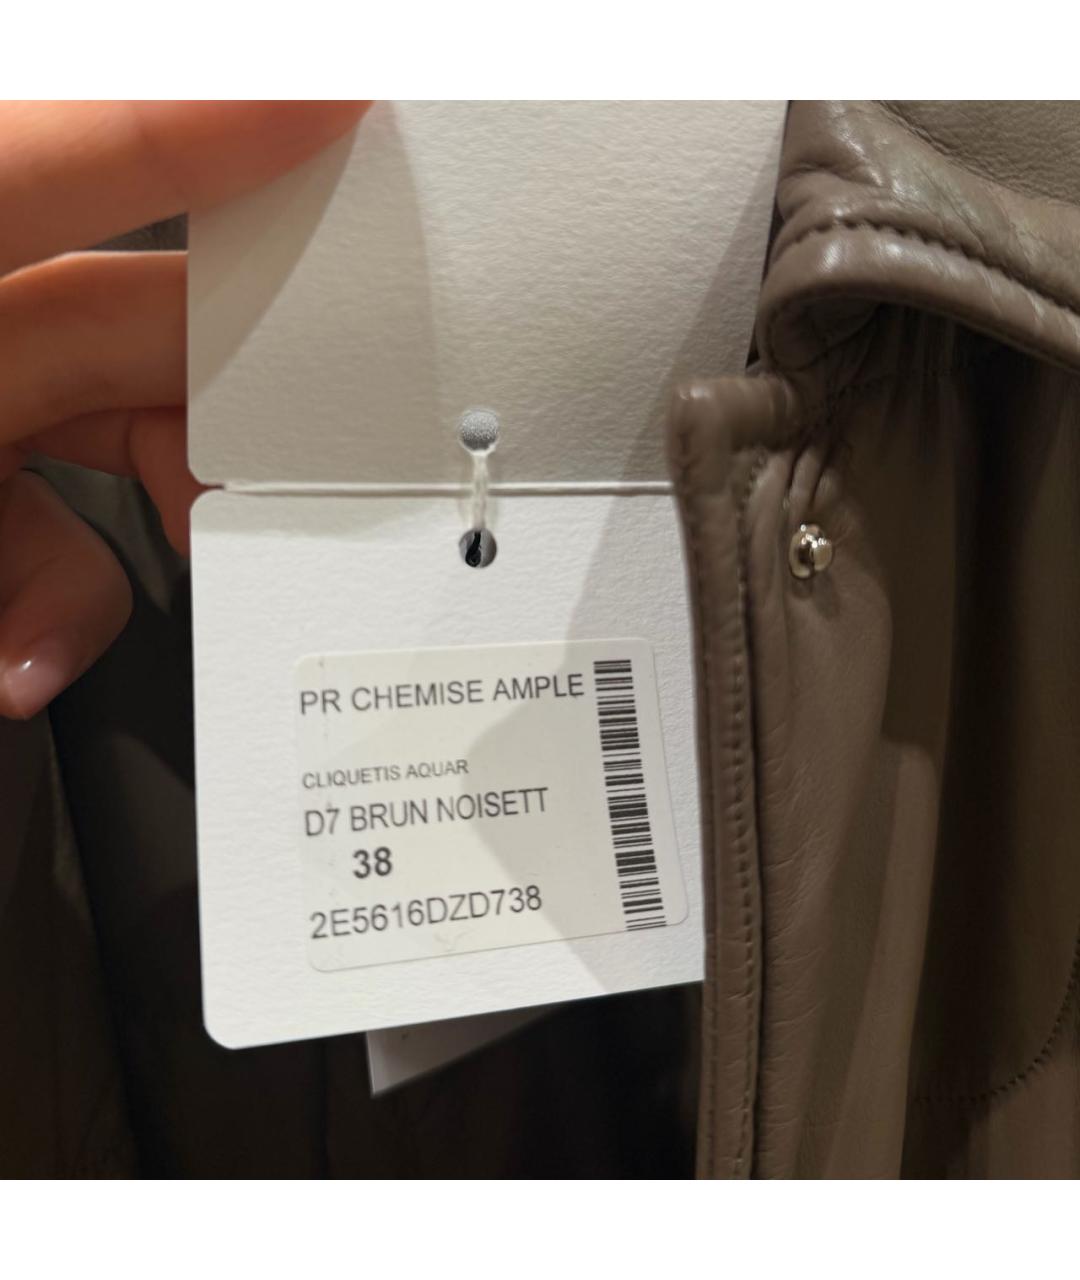 PR CHEMISE AMPLE
CLIQUETIS AQUAR
D7 BRUN NOISETT
38
2E5616DZD738